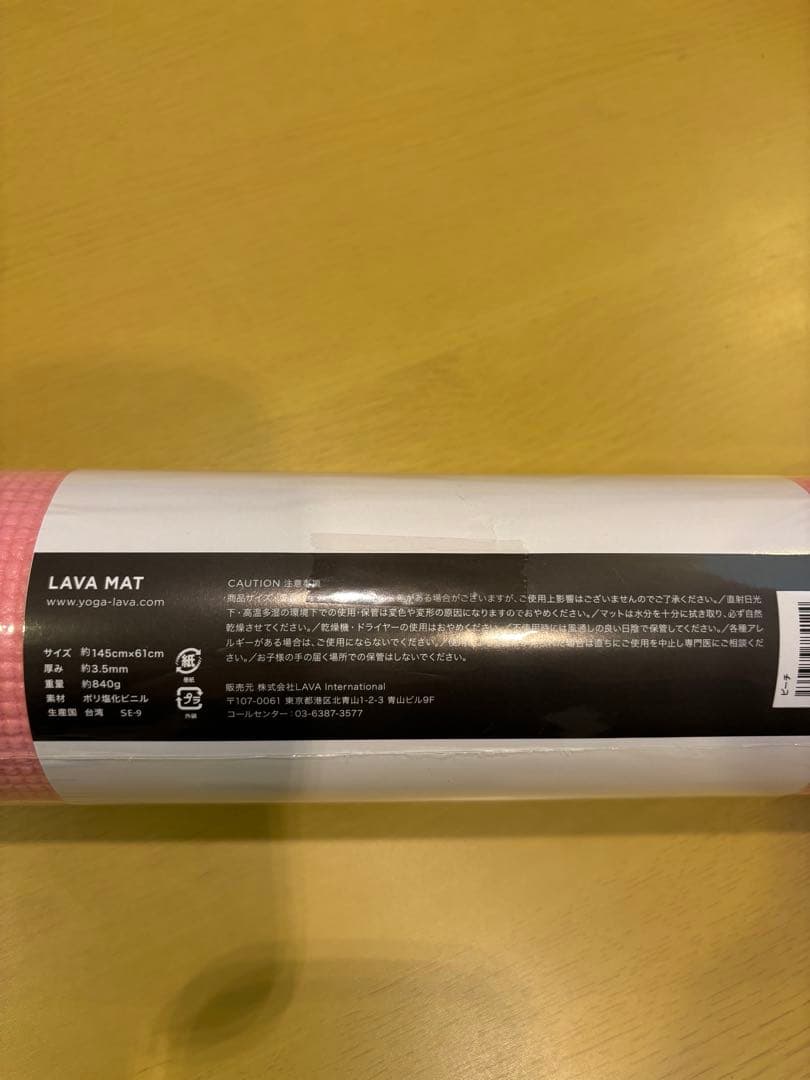 LAVA MAT
www.yoga-lava.com
サイズ 約145cm×61cm
厚み 約3.5mm
重量 約840g
素材 ポリ塩化ビニル
生産国 台湾 SE-9
紙
巻紙
プラ
外装
CAUTION 注意事項
商品サイズ がある場合がございますが、ご使用上影響はございませんのでご了承ください。／直射日光
下・高温多湿の環境下での使用・保管は変色や変形の原因になりますのでおやめください。／マットは水分を十分に拭き取り、必ず自然
乾燥させてください。／乾燥機・ドライヤーの使用はおやめください。／不使用時には風通しの良い日陰で保管してください。／各種アレ
ルギーがある場合は、ご使用にならないでください。 場合は直ちにご使用を中止し専門医にご相談くだ
さい。／お子様の手の届く場所での保管はしないでください。
販売元 株式会社LAVA International
〒107-0061 東京都港区北青山1-2-3 青山ビル9F
コールセンター：03-6387-3577
ピーチ